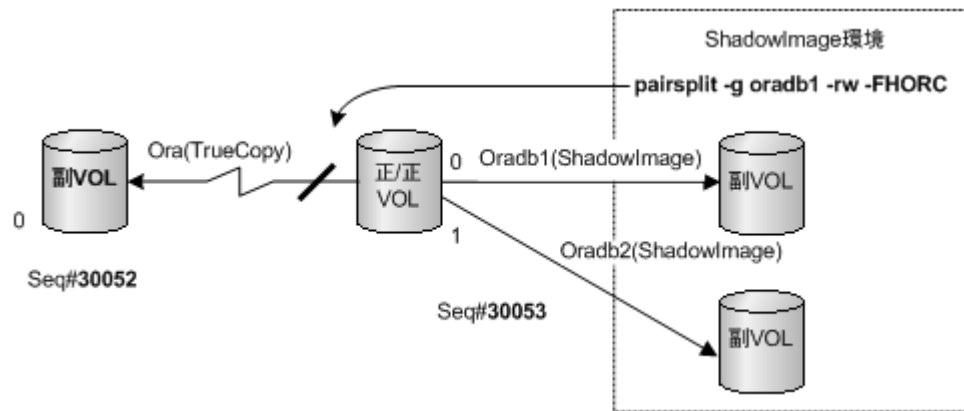 ShadowImage環境
pairsplit -g oradb1 -rw -FHORC
Ora(TrueCopy)
副VOL
0
Seq#30052
正/正
VOL
0
1
Oradb1(ShadowImage)
副VOL
Oradb2(ShadowImage)
Seq#30053
副VOL